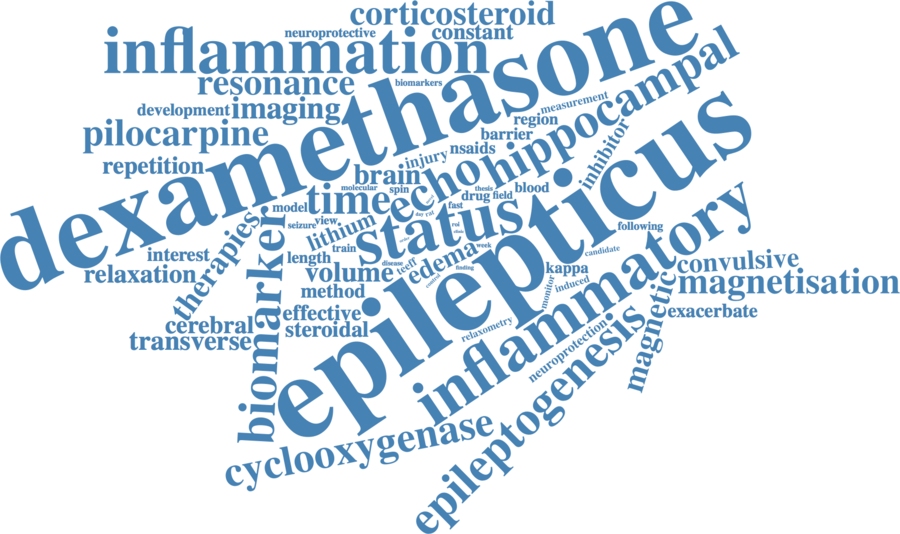 corticosteroid
neuroprotective
constant
inflammation
dexamethasone
resonance
biomarkers
hippocampal
development
imaging
measurement
region
pilocarpine
barrier
inhibitor
nsaids
repetition
injury
brain
echo
epilepticus
molecular
spin
thesis
blood
time
drug
field
model
fast
day
rat
status
seizure
view
lithium
following
inflammatory
therapies
biomarker
train
week
candidate
interest
length
edema
convulsive
relaxation
volume
disease
teeff
finding
kappa
magnetisation
method
control
induced
monitor
magnetic
effective
exacerbate
cerebral
steroidal
relaxometry
transverse
neuroprotection
epileptogenesis
cyclooxygenase